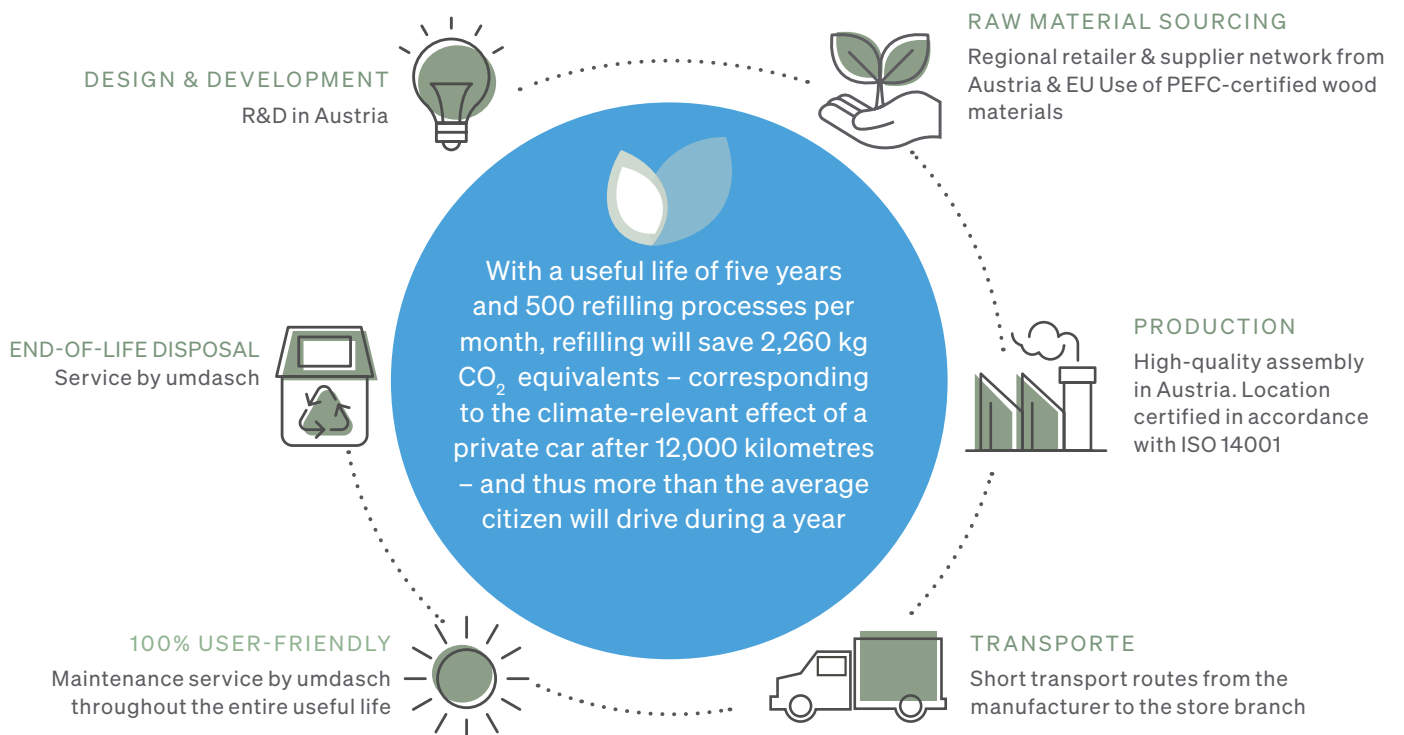 DESIGN & DEVELOPMENT
R&D in Austria
RAW MATERIAL SOURCING
Regional retailer & supplier network from
Austria & EU Use of PEFC-certified wood
materials
With a useful life of five years
and 500 refilling processes per
month, refilling will save 2,260 kg
CO₂ equivalents – corresponding
to the climate-relevant effect of a
private car after 12,000 kilometres
– and thus more than the average
citizen will drive during a year
PRODUCTION
High-quality assembly
in Austria. Location
certified in accordance
with ISO 14001
TRANSPORTE
Short transport routes from the
manufacturer to the store branch
100% USER-FRIENDLY
Maintenance service by umdasch
throughout the entire useful life
END-OF-LIFE DISPOSAL
Service by umdasch